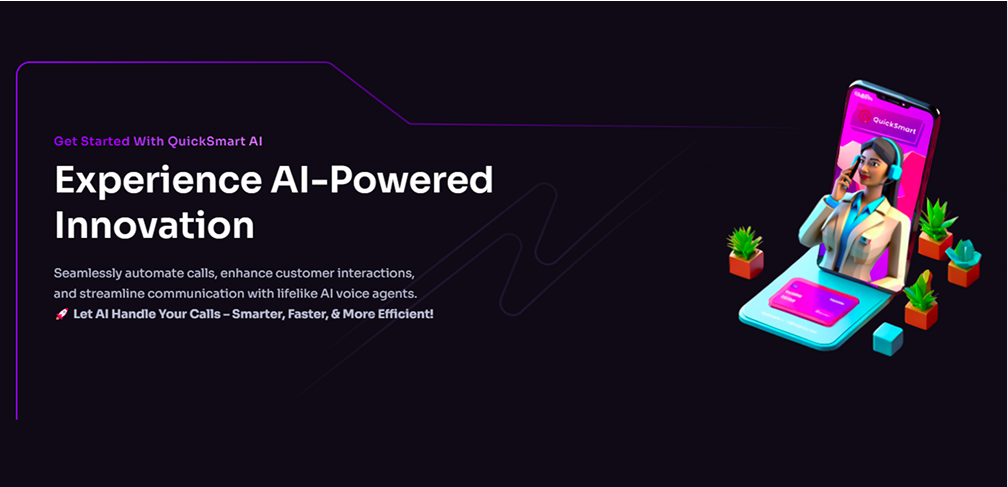 Get Started With QuickSmart AI
Experience AI-Powered
Innovation
Seamlessly automate calls, enhance customer interactions,
and streamline communication with lifelike AI voice agents.
🚀 Let AI Handle Your Calls – Smarter, Faster, & More Efficient!
QuickSmart